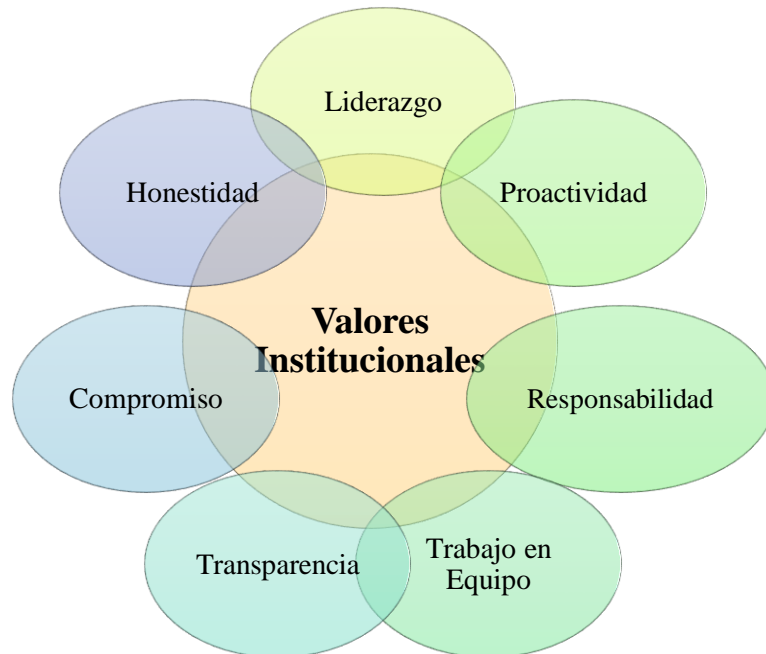 Liderazgo
Honestidad
Proactividad
Valores
Institucionales
Compromiso
Responsabilidad
Transparencia
Trabajo en
Equipo